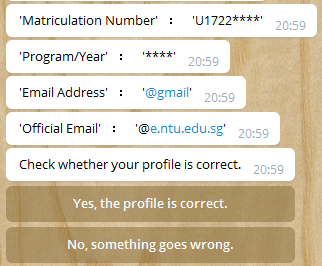 'Matriculation Number' : 'U1722****' 20:59
'Program/Year' : '****' 20:59
'Email Address' : '@gmail' 20:59
'Official Email' : '@e.ntu.edu.sg' 20:59
Check whether your profile is correct. 20:59
Yes, the profile is correct.
No, something goes wrong.